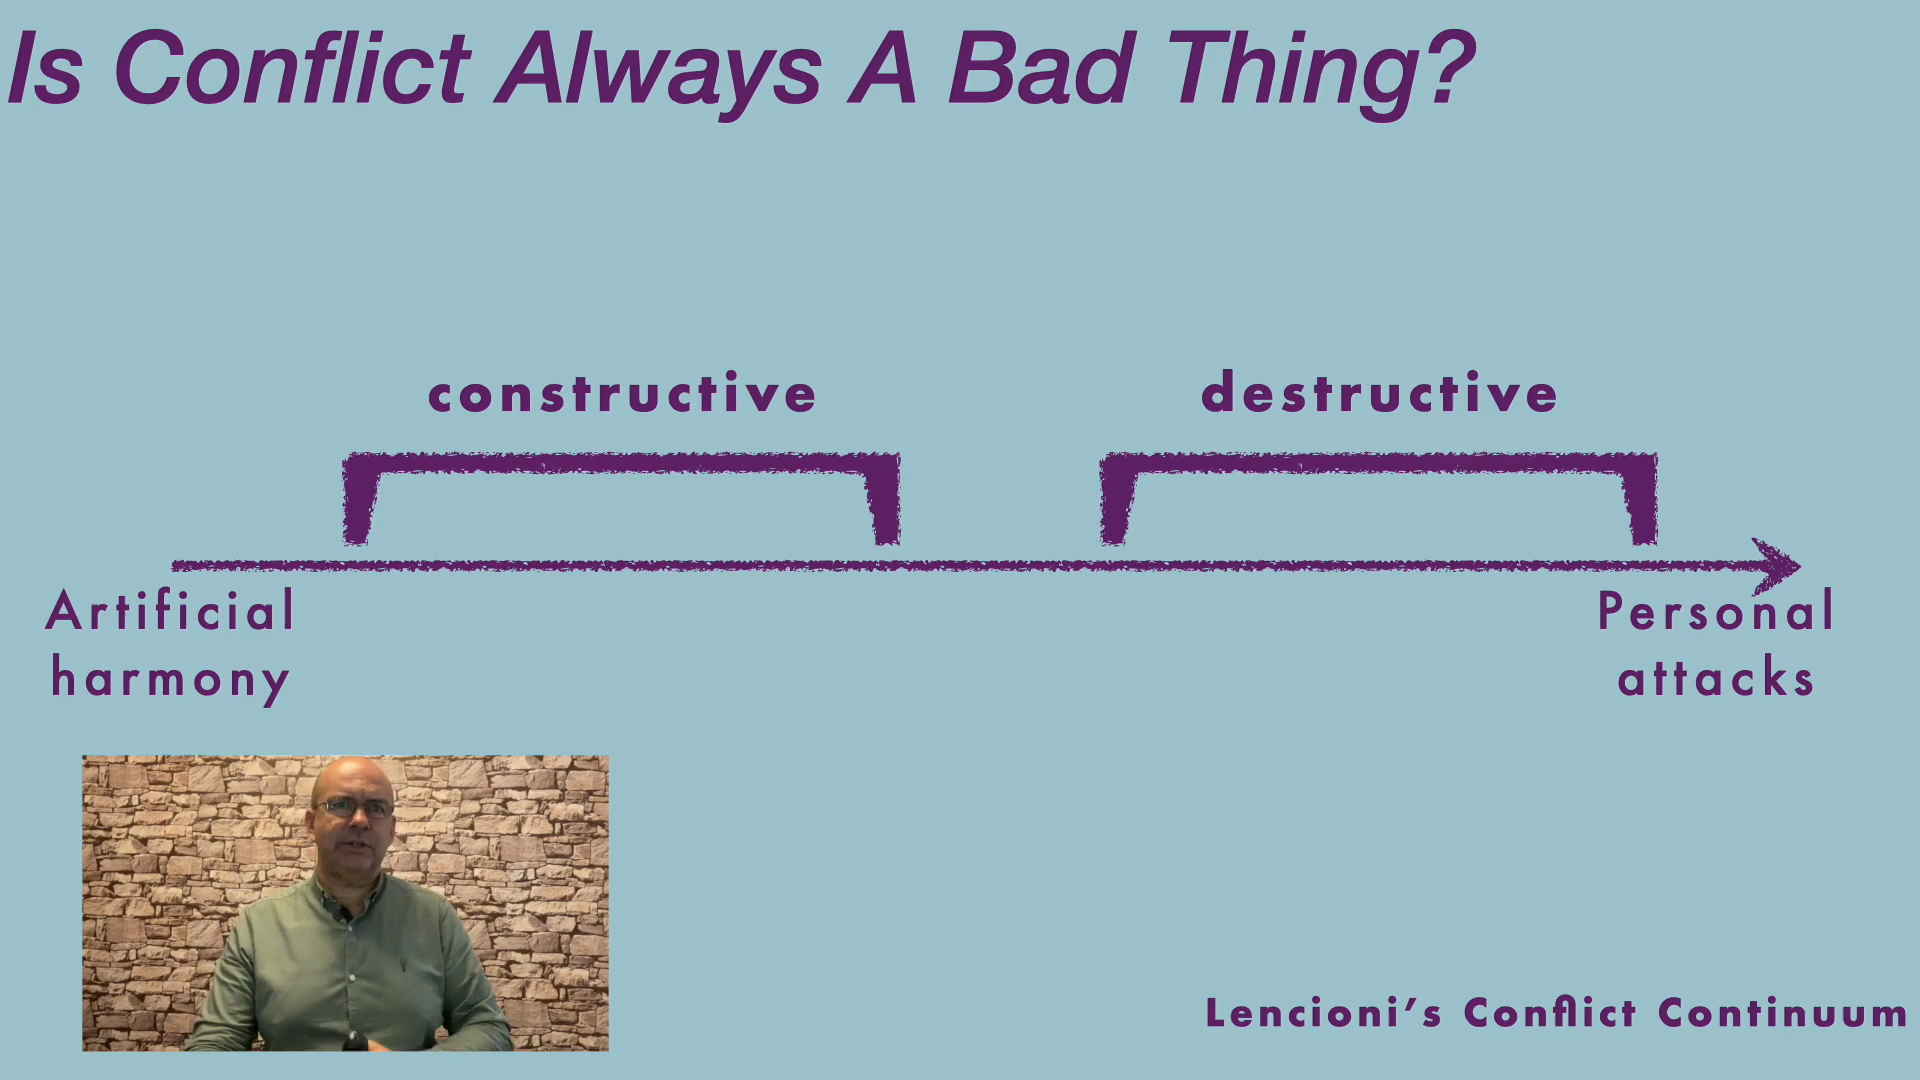 Is Conflict Always A Bad Thing?
constructive
destructive
Artificial
harmony
Personal
attacks
Lencioni’s Conflict Continuum